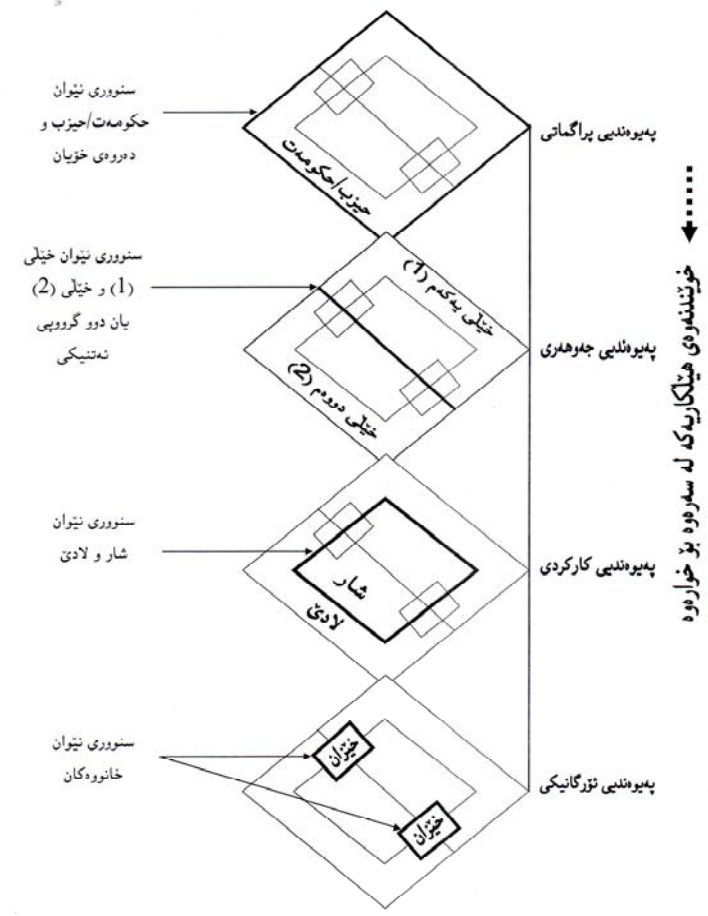 سنووری نێوان
حکومەت/حیزب و
دەرەوەی خۆیان
پەیوەندیی پراگماتی
حیزب/حکومەت
سنووری نێوان خێڵی
(1) و خێڵی (2)
یان دوو گرووپی
ئەتنیکی
پەیوەندیی جەوهەری
خێڵی یەکەم (1)
خێڵی دووەم (2)
سنووری نێوان
شار و لادێ
پەیوەندیی کارکردی
شار
لادێ
سنووری نێوان
خانووەکان
پەیوەندیی ئۆرگانیکی
خێزان
خێزان
خوێندنەوەی هێڵکاریەکە لە سەرەوە بۆ خوارەوە